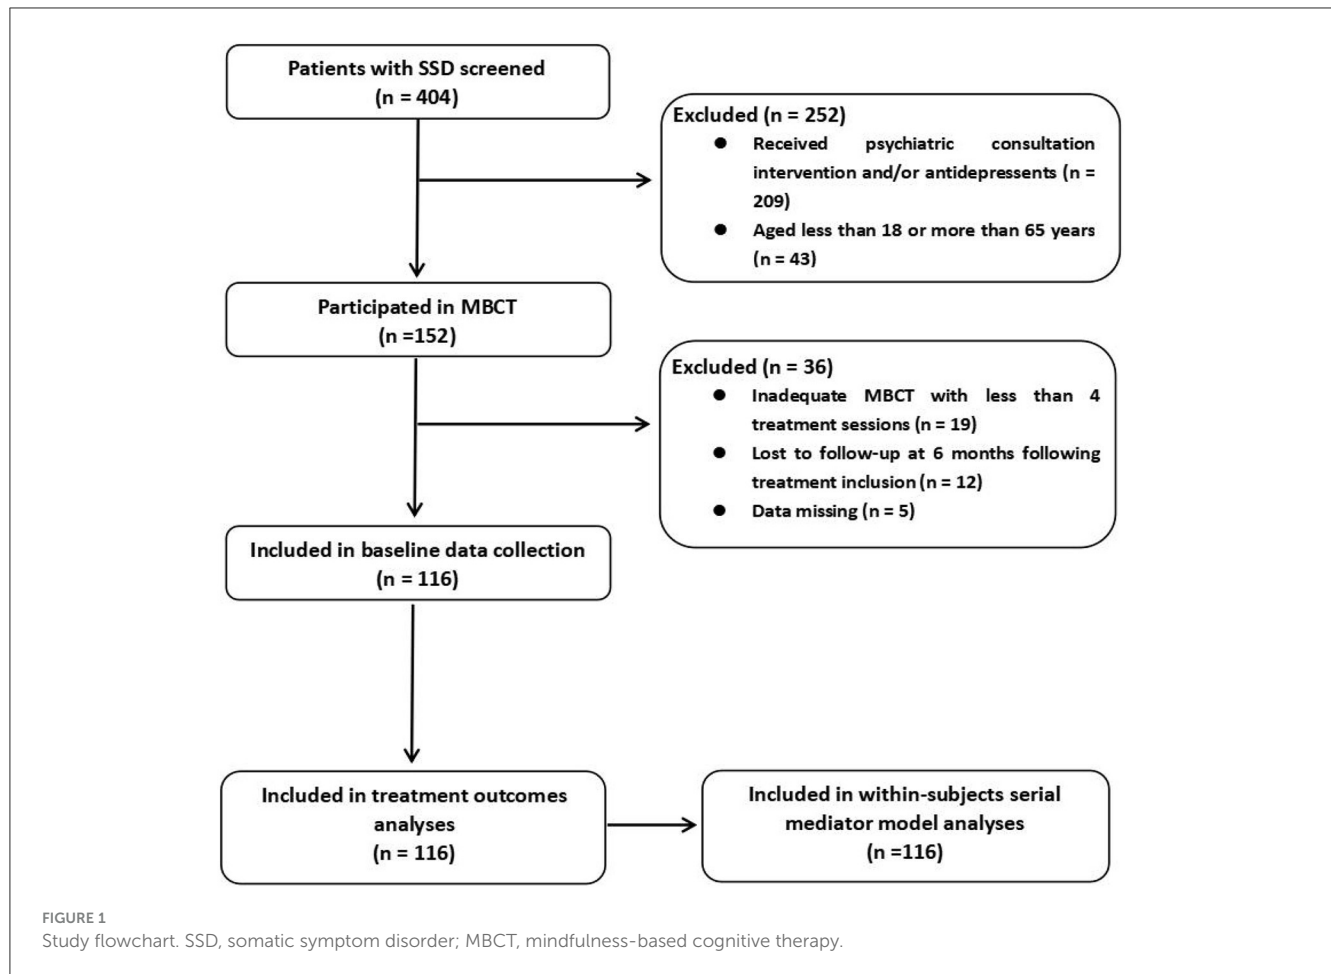 Patients with SSD screened
(n = 404)
Excluded (n = 252)
● Received psychiatric consultation
intervention and/or antidepressents (n =
209)
● Aged less than 18 or more than 65 years
(n = 43)
Participated in MBCT
(n =152)
Excluded (n = 36)
● Inadequate MBCT with less than 4
treatment sessions (n = 19)
● Lost to follow-up at 6 months following
treatment inclusion (n = 12)
● Data missing (n = 5)
Included in baseline data collection
(n = 116)
Included in treatment outcomes
analyses
(n = 116)
Included in within-subjects serial
mediator model analyses
(n =116)
FIGURE 1
Study flowchart. SSD, somatic symptom disorder; MBCT, mindfulness-based cognitive therapy.